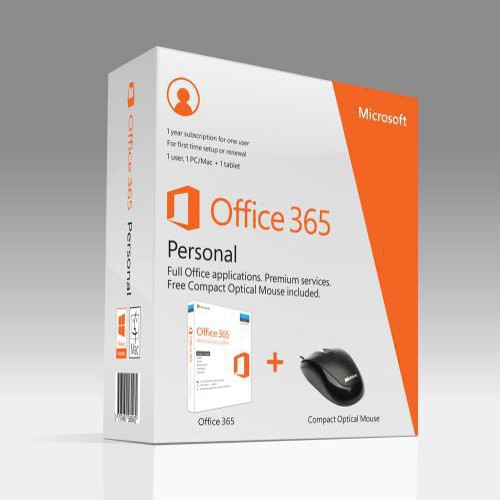 Microsoft
1 year subscription for one user
For first time setup or renewal
1 user, 1 PC/Mac + 1 tablet
Office 365
Personal
Full Office applications. Premium services.
Free Compact Optical Mouse included.
Office 365
Office 365
Compact Optical Mouse
Office 365 Personal